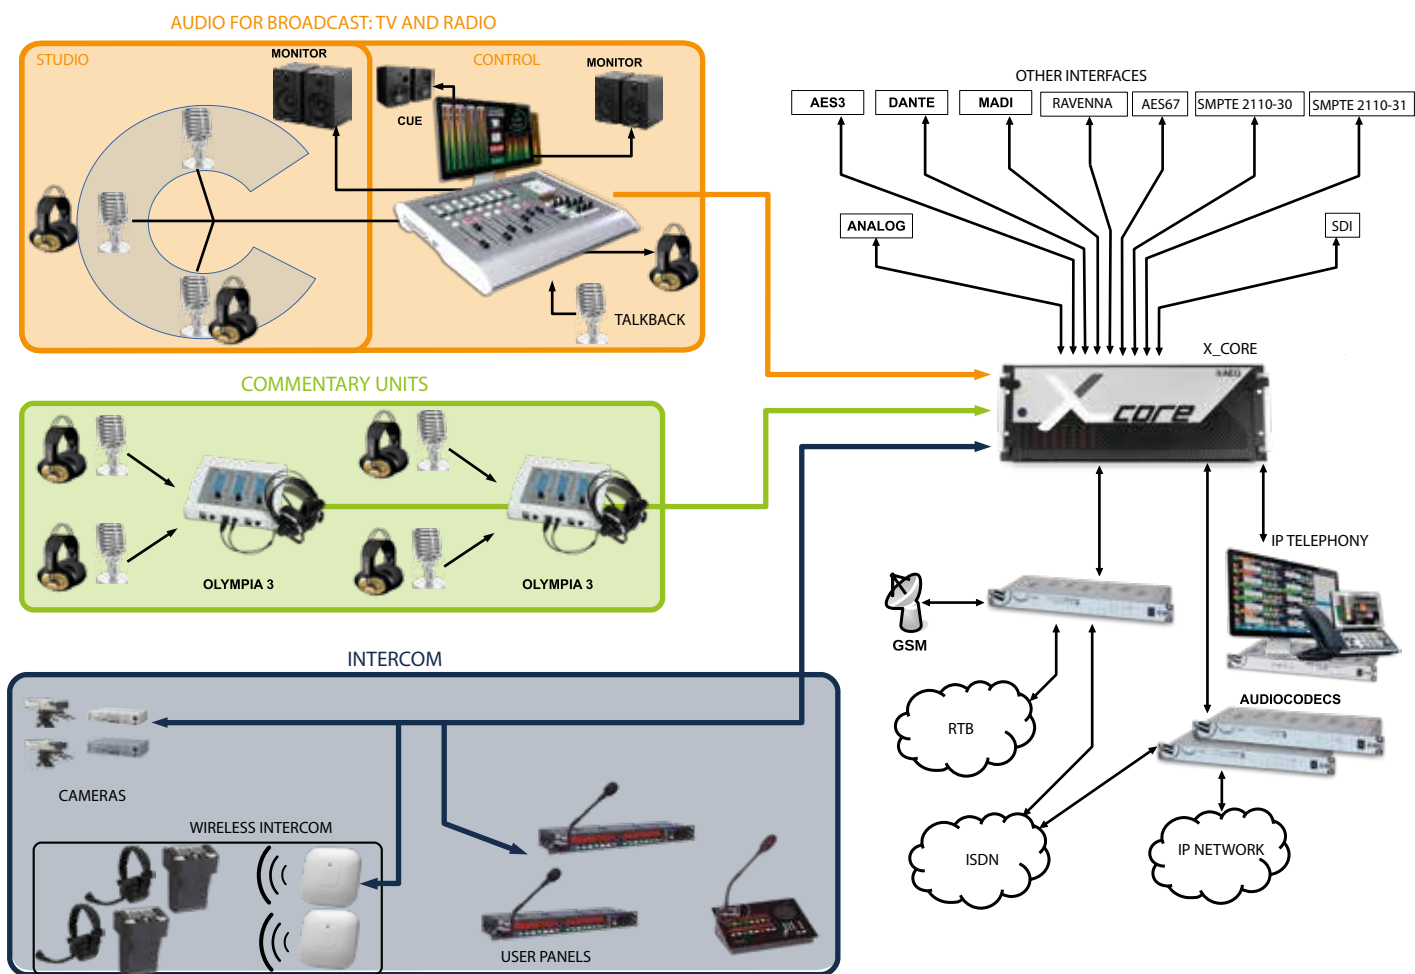 AUDIO FOR BROADCAST: TV AND RADIO
STUDIO
MONITOR
CONTROL
MONITOR
CUE
TALKBACK
OTHER INTERFACES
AES3
DANTE
MADI
RAVENNA
AES67
SMPTE 2110-30
SMPTE 2110-31
ANALOG
SDI
X_CORE
AEQ
X core
COMMENTARY UNITS
OLYMPIA 3
OLYMPIA 3
IP TELEPHONY
GSM
RTB
AUDIOCODECS
ISDN
IP NETWORK
INTERCOM
CAMERAS
WIRELESS INTERCOM
USER PANELS